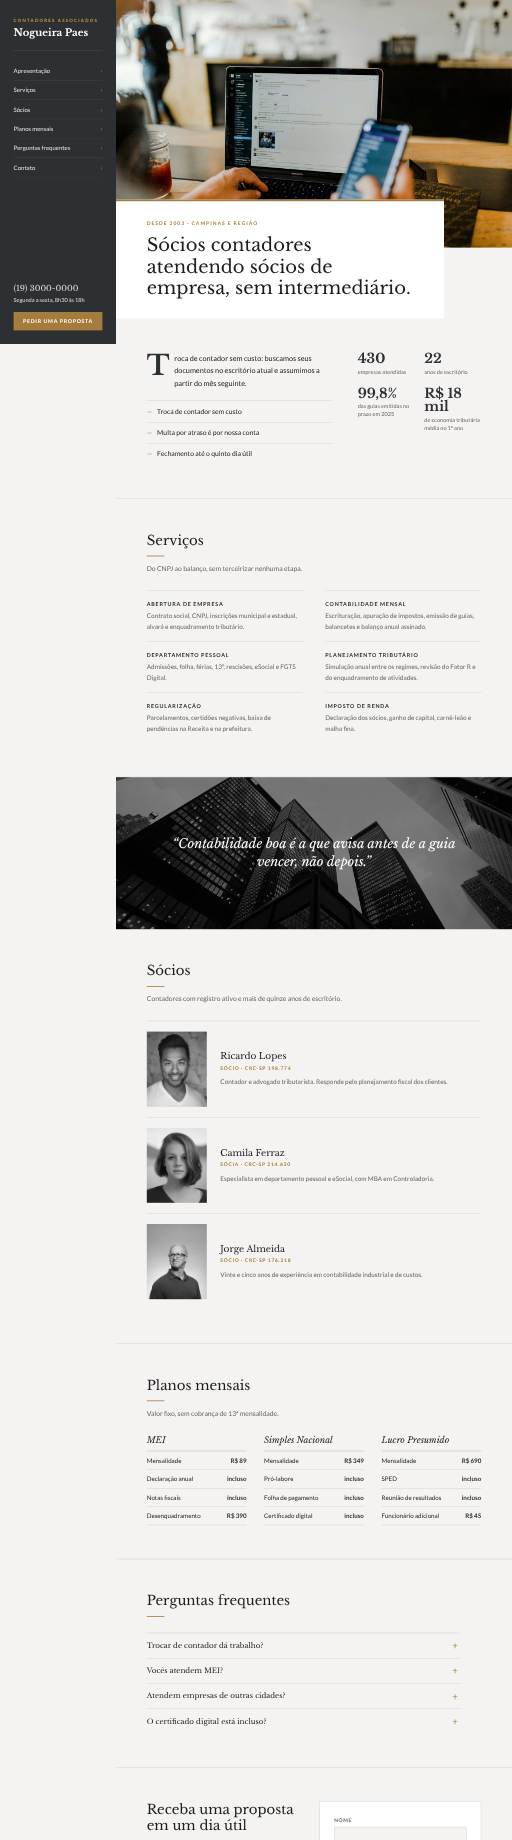 CONTADORES ASSOCIADOS
Nogueira Paes
Apresentação
Serviços
Sócios
Planos mensais
Perguntas frequentes
Contato
(19) 3000-0000
Segunda a sexta, 8h30 às 18h
PEDIR UMA PROPOSTA
DESDE 2003 · CAMPINAS E REGIÃO
Sócios contadores
atendendo sócios de
empresa, sem intermediário.
Troca de contador sem custo: buscamos seus
documentos no escritório atual e assumimos a
partir do mês seguinte.
— Troca de contador sem custo
— Multa por atraso é por nossa conta
— Fechamento até o quinto dia útil
430
empresas atendidas
22
anos de escritório
99,8%
das guias emitidas no
prazo em 2025
R$ 18
mil
de economia tributária
média no 1º ano
Serviços
Do CNPJ ao balanço, sem terceirizar nenhuma etapa.
ABERTURA DE EMPRESA
Contrato social, CNPJ, inscrições municipal e estadual,
alvará e enquadramento tributário.
CONTABILIDADE MENSAL
Escrituração, apuração de impostos, emissão de guias,
balancetes e balanço anual assinado.
DEPARTAMENTO PESSOAL
Admissões, folha, férias, 13º, rescisões, eSocial e FGTS
Digital.
PLANEJAMENTO TRIBUTÁRIO
Simulação anual entre os regimes, revisão do Fator R e
do enquadramento de atividades.
REGULARIZAÇÃO
Parcelamentos, certidões negativas, baixa de
pendências na Receita e na prefeitura.
IMPOSTO DE RENDA
Declaração dos sócios, ganho de capital, carnê-leão e
malha fina.
“Contabilidade boa é a que avisa antes de a guia
vencer, não depois.”
Sócios
Contadores com registro ativo e mais de quinze anos de escritório.
Ricardo Lopes
SÓCIO · CRC-SP 198.774
Contador e advogado tributarista. Responde pelo planejamento fiscal dos clientes.
Camila Ferraz
SÓCIA · CRC-SP 214.630
Especialista em departamento pessoal e eSocial, com MBA em Controladoria.
Jorge Almeida
SÓCIO · CRC-SP 176.218
Vinte e cinco anos de experiência em contabilidade industrial e de custos.
Planos mensais
Valor fixo, sem cobrança de 13ª mensalidade.
MEI
Mensalidade R$ 89
Declaração anual incluso
Notas fiscais incluso
Desenquadramento R$ 390
Simples Nacional
Mensalidade R$ 349
Pró-labore incluso
Folha de pagamento incluso
Certificado digital incluso
Lucro Presumido
Mensalidade R$ 690
SPED incluso
Reunião de resultados incluso
Funcionário adicional R$ 45
Perguntas frequentes
Trocar de contador dá trabalho? +
Vocês atendem MEI? +
Atendem empresas de outras cidades? +
O certificado digital está incluso? +
Receba uma proposta
em um dia útil
NOME